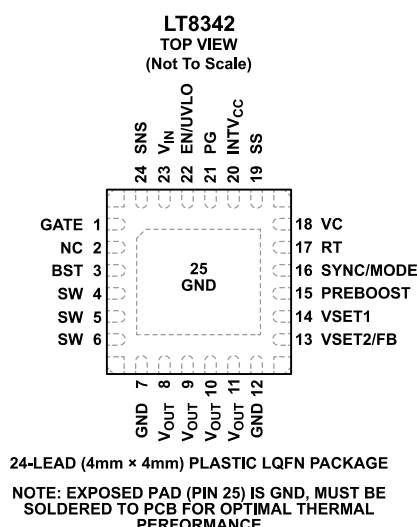 LT8342
TOP VIEW
(Not To Scale)
24 SNS
23 VIN
22 EN/UVLO
21 PG
20 INTVCC
19 SS
GATE 1
NC 2
BST 3
SW 4
SW 5
SW 6
25
GND
18 VC
17 RT
16 SYNC/MODE
15 PREBOOST
14 VSET1
13 VSET2/FB
GND 7
VOUT 8
VOUT 9
VOUT 10
VOUT 11
GND 12
24-LEAD (4mm × 4mm) PLASTIC LQFN PACKAGE
NOTE: EXPOSED PAD (PIN 25) IS GND, MUST BE
SOLDERED TO PCB FOR OPTIMAL THERMAL
PERFORMANCE